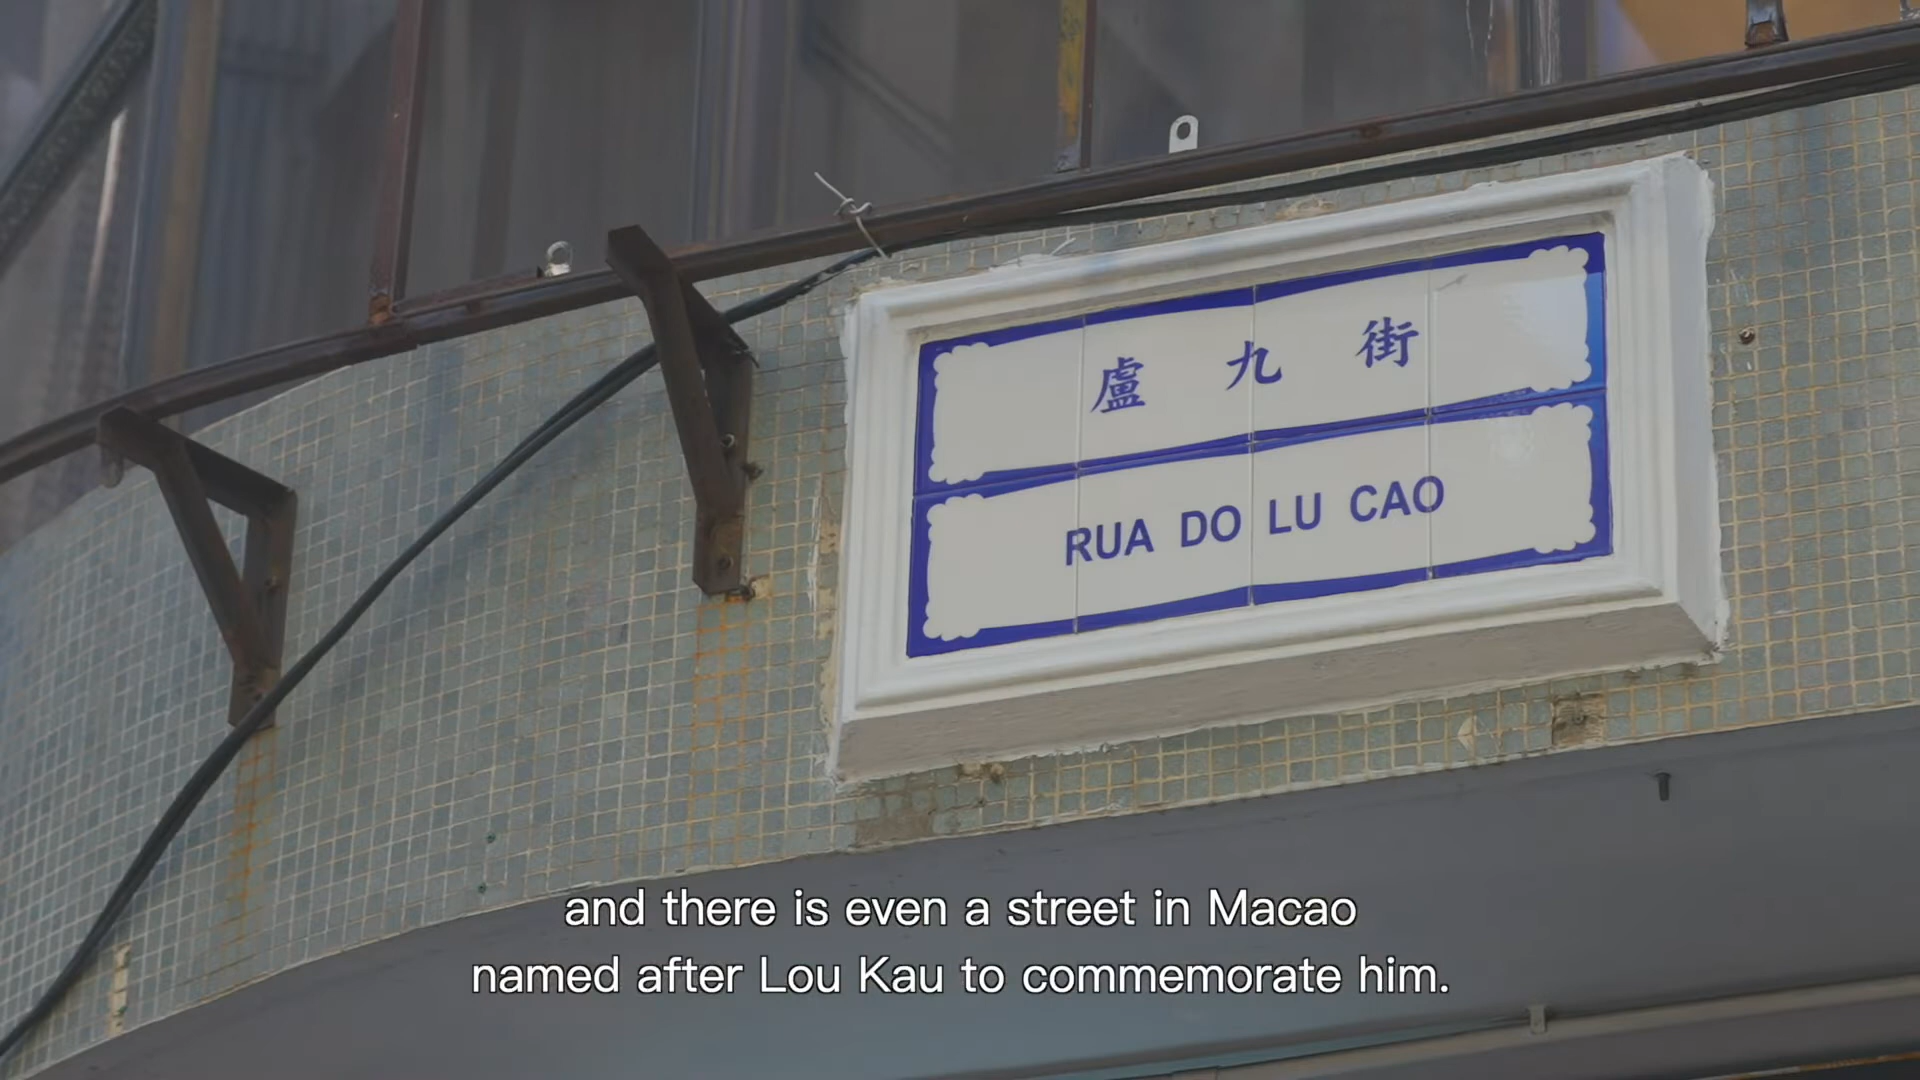 盧九街
RUA DO LU CAO
and there is even a street in Macao
named after Lou Kau to commemorate him.